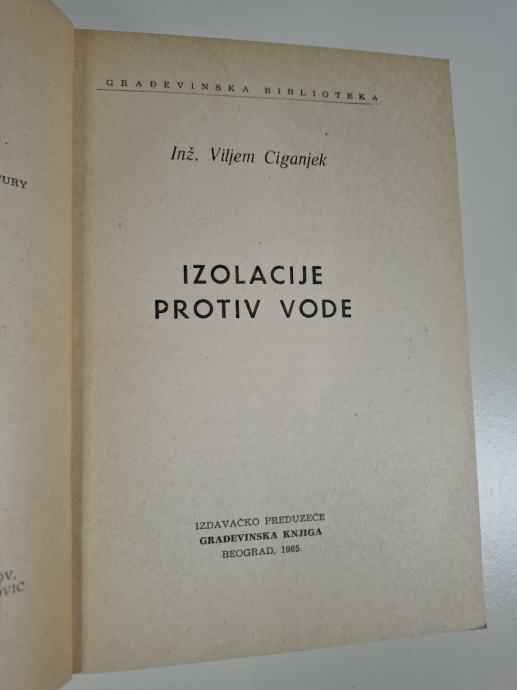 GRAĐEVINSKA BIBLIOTEKA
Inž. Viljem Ciganjek
IZOLACIJE
PROTIV VODE
IZDAVAČKO PREDUZEĆE
GRAĐEVINSKA KNJIGA
BEOGRAD, 1965.